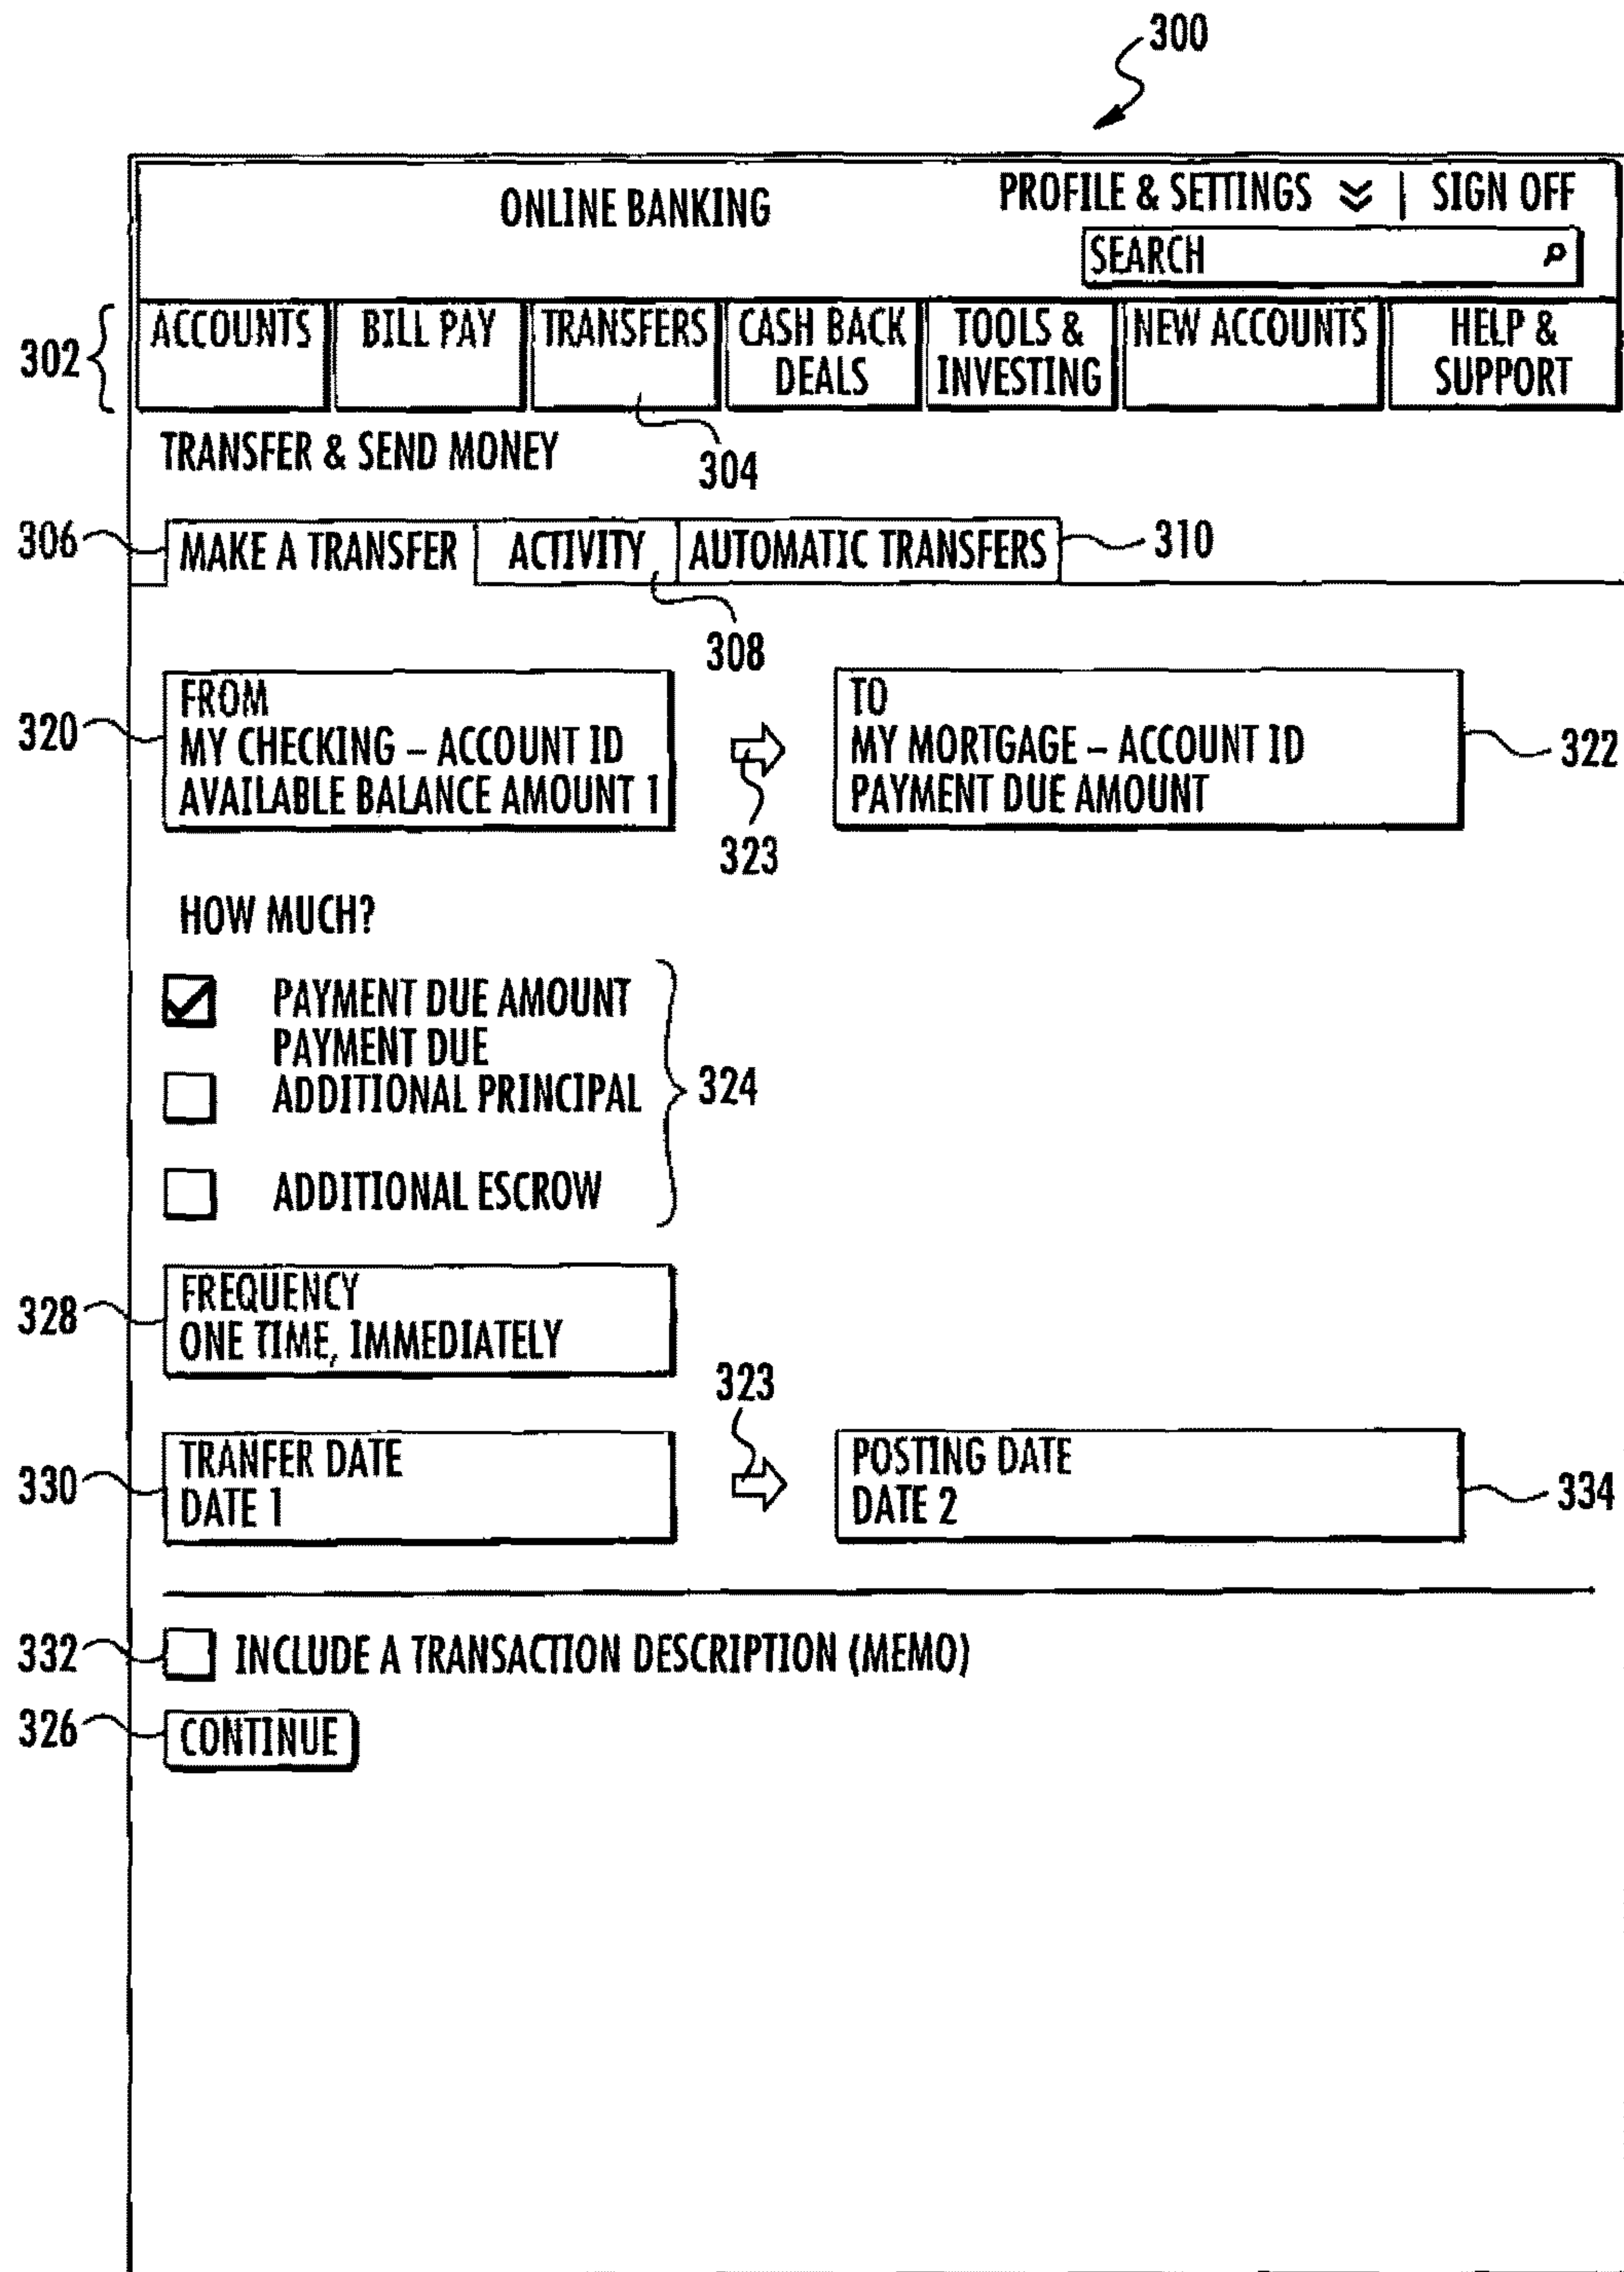 300
ONLINE BANKING
PROFILE & SETTINGS | SIGN OFF
SEARCH
302
ACCOUNTS
BILL PAY
TRANSFERS
CASH BACK
DEALS
TOOLS &
INVESTING
NEW ACCOUNTS
HELP &
SUPPORT
TRANSFER & SEND MONEY
304
306
MAKE A TRANSFER
ACTIVITY
AUTOMATIC TRANSFERS
310
308
320
FROM
MY CHECKING – ACCOUNT ID
AVAILABLE BALANCE AMOUNT 1
323
TO
MY MORTGAGE – ACCOUNT ID
PAYMENT DUE AMOUNT
322
HOW MUCH?
PAYMENT DUE AMOUNT
PAYMENT DUE
ADDITIONAL PRINCIPAL
ADDITIONAL ESCROW
324
328
FREQUENCY
ONE TIME, IMMEDIATELY
323
330
TRANFER DATE
DATE 1
POSTING DATE
DATE 2
334
332
INCLUDE A TRANSACTION DESCRIPTION (MEMO)
326
CONTINUE